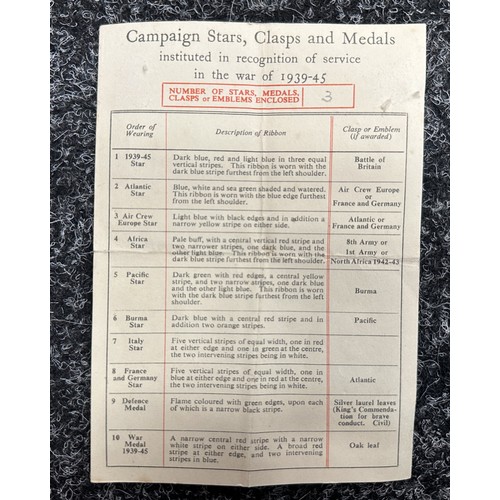 Campaign Stars, Clasps and Medals
instituted in recognition of service
in the war of 1939-45
NUMBER OF STARS, MEDALS,
CLASPS or EMBLEMS ENCLOSED
3
Order of
Wearing
Description of Ribbon
Clasp or Emblem
(if awarded)
1 1939-45
Star
Dark blue, red and light blue in three equal
vertical stripes. This ribbon is worn with the
dark blue stripe furthest from the left shoulder.
Battle of
Britain
2 Atlantic
Star
Blue, white and sea green shaded and watered.
This ribbon is worn with the blue edge furthest
from the left shoulder.
Air Crew Europe
or
France and Germany
3 Air Crew
Europe Star
Light blue with black edges and in addition a
narrow yellow stripe on either side.
Atlantic or
France and Germany
4 Africa
Star
Pale buff, with a central vertical red stripe and
two narrower stripes, one dark blue, and the
other light blue. This ribbon is worn with the
dark blue stripe furthest from the left shoulder.
8th Army or
1st Army or
North Africa 1942-43
5 Pacific
Star
Dark green with red edges, a central yellow
stripe, and two narrow stripes, one dark blue
and the other light blue. This ribbon is worn
with the dark blue stripe furthest from the left
shoulder.
Burma
6 Burma
Star
Dark blue with a central red stripe and in
addition two orange stripes.
Pacific
7 Italy
Star
Five vertical stripes of equal width, one in red
at either edge and one in green at the centre,
the two intervening stripes being in white.
8 France
and Germany
Star
Five vertical stripes of equal width, one in
blue at either edge and one in red at the centre,
the two intervening stripes being in white.
Atlantic
9 Defence
Medal
Flame coloured with green edges, upon each
of which is a narrow black stripe.
Silver laurel leaves
(King's Commenda-
tion for brave
conduct. Civil)
10 War
Medal
1939-45
A narrow central red stripe with a narrow
white stripe on either side. A broad red
stripe at either edge, and two intervening
stripes in blue.
Oak leaf